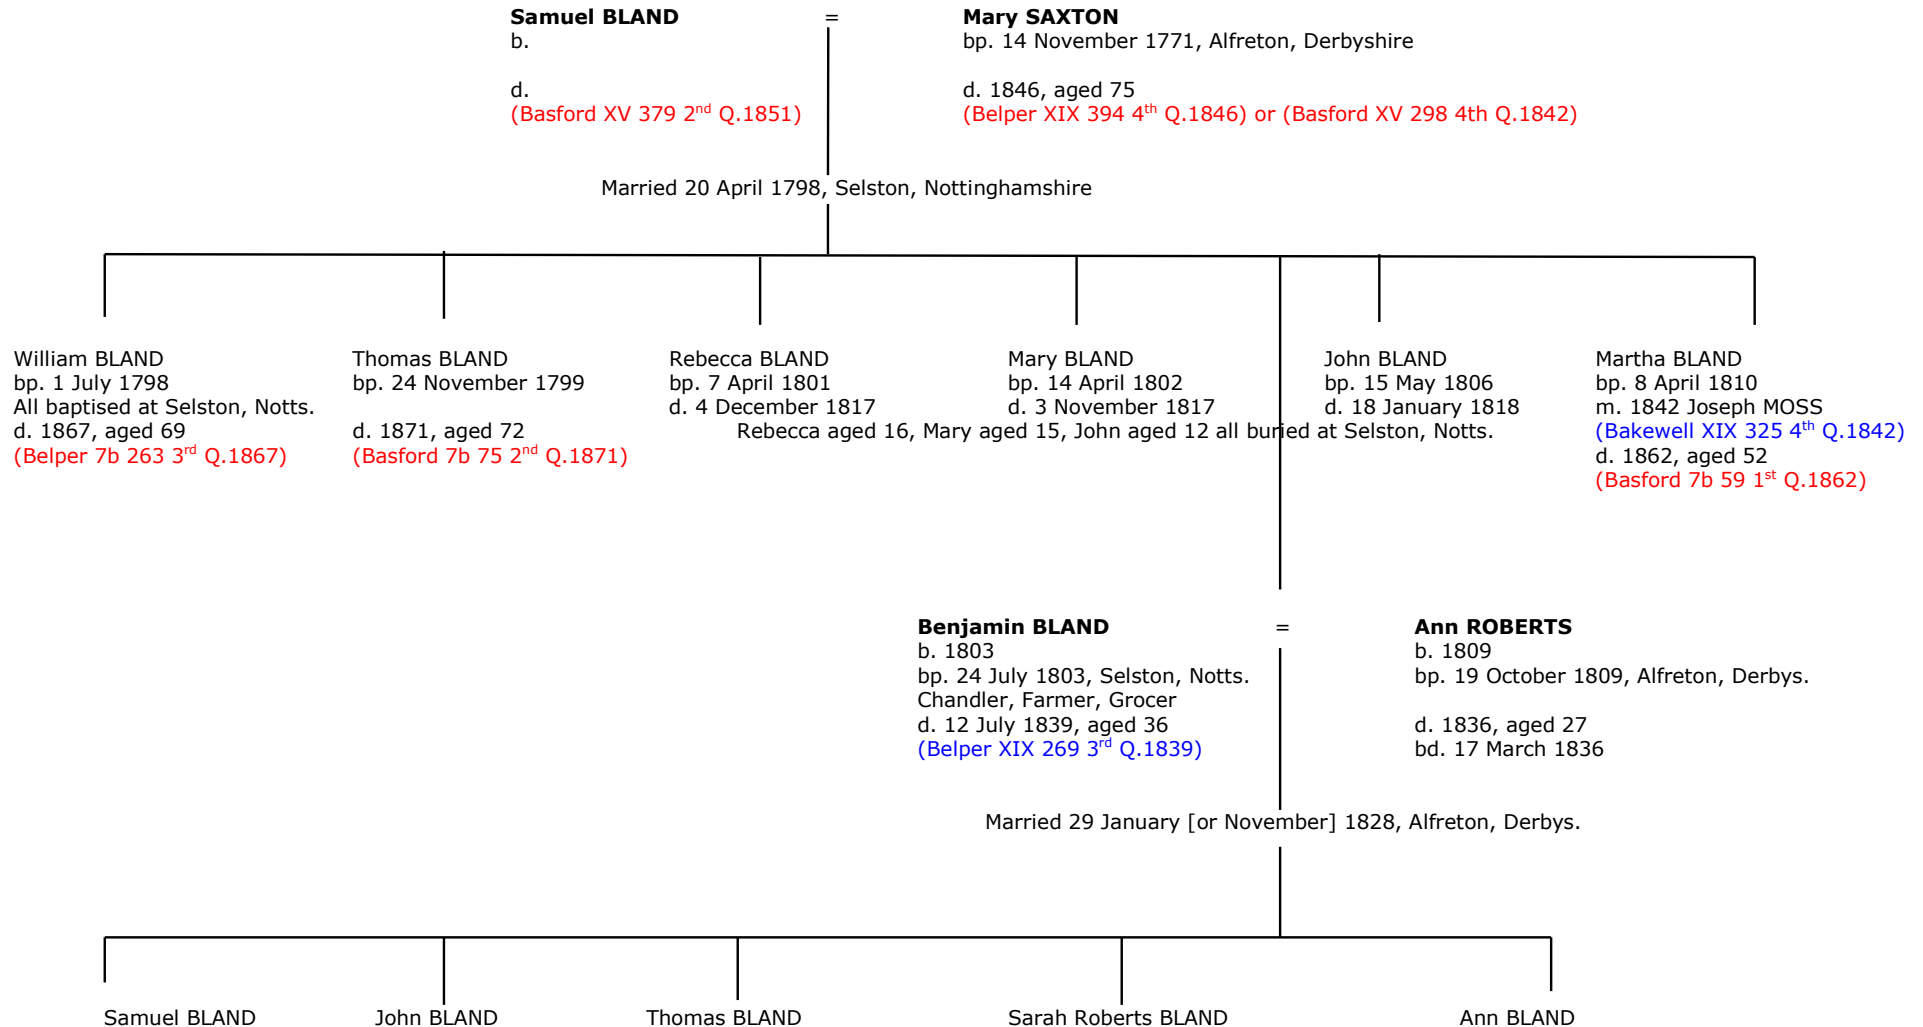 Samuel BLAND = Mary SAXTON
b. bp. 14 November 1771, Alfreton, Derbyshire
d. d. 1846, aged 75
(Basford XV 379 2nd Q.1851) (Belper XIX 394 4th Q.1846) or (Basford XV 298 4th Q.1842)
Married 20 April 1798, Selston, Nottinghamshire
William BLAND
bp. 1 July 1798
All baptised at Selston, Notts.
d. 1867, aged 69
(Belper 7b 263 3rd Q.1867)
Thomas BLAND
bp. 24 November 1799
d. 1871, aged 72
(Basford 7b 75 2nd Q.1871)
Rebecca BLAND
bp. 7 April 1801
d. 4 December 1817
Mary BLAND
bp. 14 April 1802
d. 3 November 1817
John BLAND
bp. 15 May 1806
d. 18 January 1818
Rebecca aged 16, Mary aged 15, John aged 12 all buried at Selston, Notts.
Martha BLAND
bp. 8 April 1810
m. 1842 Joseph MOSS
(Bakewell XIX 325 4th Q.1842)
d. 1862, aged 52
(Basford 7b 59 1st Q.1862)
Benjamin BLAND =
b. 1803
bp. 24 July 1803, Selston, Notts.
Chandler, Farmer, Grocer
d. 12 July 1839, aged 36
(Belper XIX 269 3rd Q.1839)
Ann ROBERTS
b. 1809
bp. 19 October 1809, Alfreton, Derbys.
d. 1836, aged 27
bd. 17 March 1836
Married 29 January [or November] 1828, Alfreton, Derbys.
Samuel BLAND John BLAND Thomas BLAND Sarah Roberts BLAND Ann BLAND